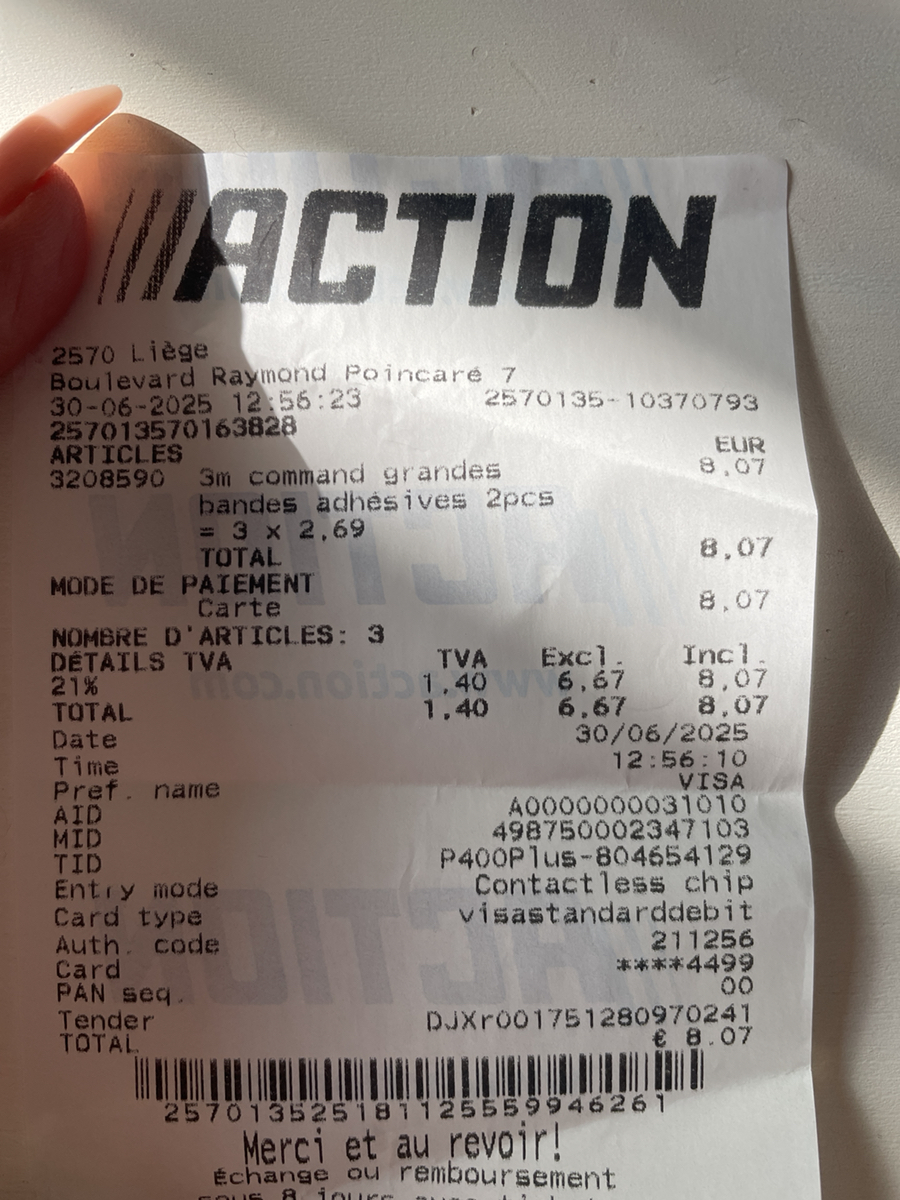 ACTION
2570 Liège
Boulevard Raymond Poincaré 7
30-06-2025 12:56:23 2570135-10370793
257013570163828
ARTICLES EUR
3208590 3m command grandes 8,07
bandes adhésives 2pcs
= 3 x 2,69
TOTAL 8,07
MODE DE PAIEMENT
Carte 8,07
NOMBRE D'ARTICLES: 3
DÉTAILS TVA TVA Excl. Incl.
21% 1,40 6,67 8,07
TOTAL 1,40 6,67 8,07
Date 30/06/2025
Time 12:56:10
Pref. name VISA
AID A0000000031010
MID 498750002347103
TID P400Plus-804654129
Entry mode Contactless chip
Card type visastandarddebit
Auth. code 211256
Card ****4499
PAN seq. 00
Tender DJXr001751280970241
TOTAL € 8.07
2570135251811255559946261
Merci et au revoir!
Échange ou remboursement
sous 8 jours